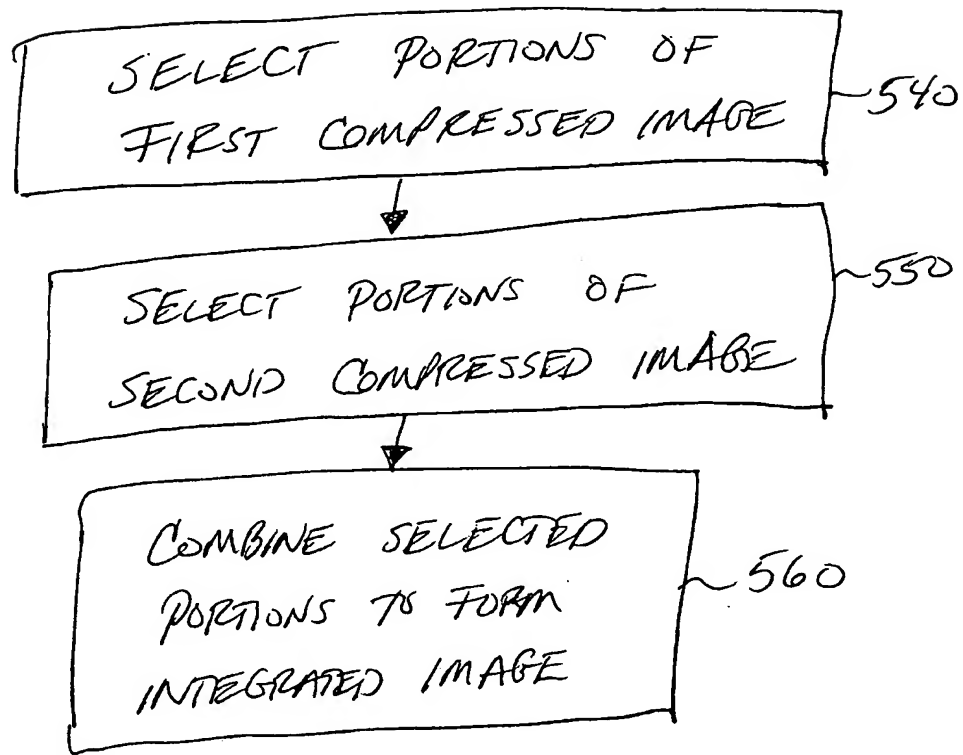 SELECT PORTIONS OF
FIRST COMPRESSED IMAGE
540
SELECT PORTIONS OF
SECOND COMPRESSED IMAGE
550
COMBINE SELECTED
PORTIONS TO FORM
INTEGRATED IMAGE
560